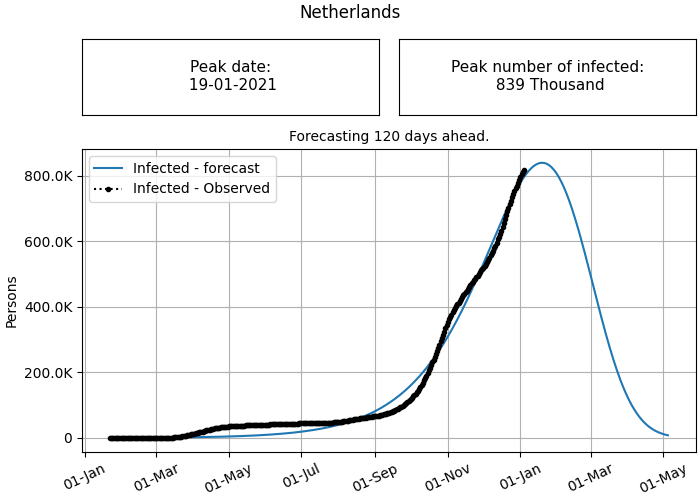 Netherlands
Peak date:
19-01-2021
Peak number of infected:
839 Thousand
Forecasting 120 days ahead.
Infected - forecast
Infected - Observed
Persons
800.0K
600.0K
400.0K
200.0K
0
01-Jan
01-Mar
01-May
01-Jul
01-Sep
01-Nov
01-Jan
01-Mar
01-May